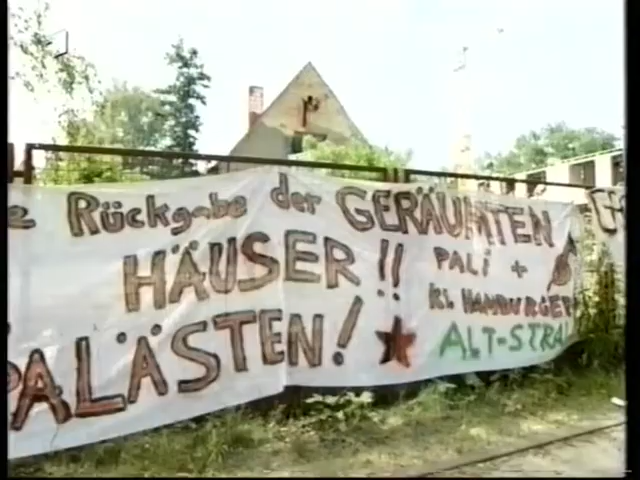 e Rückgabe der GERÄUMTEN
HÄUSER!!
PALÄSTEN!
PALI +
KL HAMBURGER
ALT-STRA